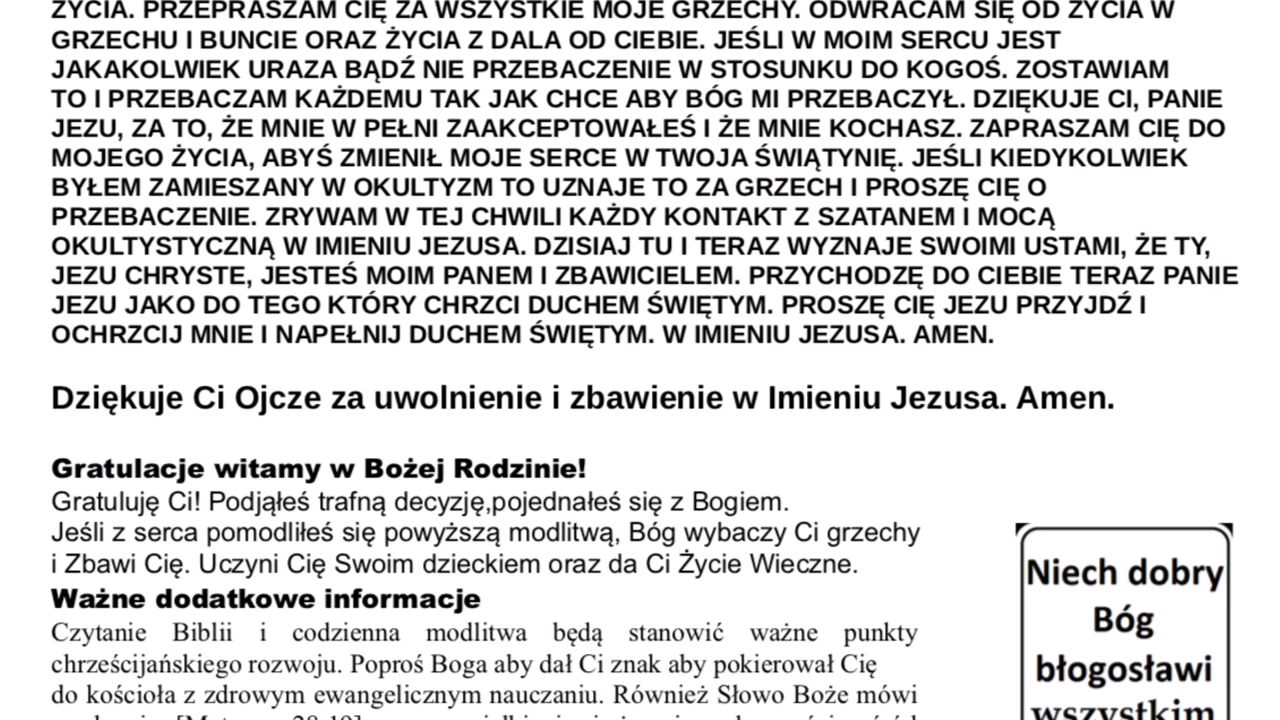 ŻYCIA. PRZEPRASZAM CIĘ ZA WSZYSTKIE MOJE GRZECHY. ODWRACAM SIĘ OD ŻYCIA W
GRZECHU I BUNCIE ORAZ ŻYCIA Z DALA OD CIEBIE. JEŚLI W MOIM SERCU JEST
JAKAKOLWIEK URAZA BĄDŹ NIE PRZEBACZENIE W STOSUNKU DO KOGOŚ. ZOSTAWIAM
TO I PRZEBACZAM KAŻDEMU TAK JAK CHCE ABY BÓG MI PRZEBACZYŁ. DZIĘKUJE CI, PANIE
JEZU, ZA TO, ŻE MNIE W PEŁNI ZAAKCEPTOWAŁEŚ I ŻE MNIE KOCHASZ. ZAPRASZAM CIĘ DO
MOJEGO ŻYCIA, ABYŚ ZMIENIŁ MOJE SERCE W TWOJA ŚWIĄTYNIĘ. JEŚLI KIEDYKOLWIEK
BYŁEM ZAMIESZANY W OKULTYZM TO UZNAJE TO ZA GRZECH I PROSZĘ CIĘ O
PRZEBACZENIE. ZRYWAM W TEJ CHWILI KAŻDY KONTAKT Z SZATANEM I MOCĄ
OKULTYSTYCZNĄ W IMIENIU JEZUSA. DZISIAJ TU I TERAZ WYZNAJE SWOIMI USTAMI, ŻE TY,
JEZU CHRYSTE, JESTEŚ MOIM PANEM I ZBAWICIELEM. PRZYCHODZĘ DO CIEBIE TERAZ PANIE
JEZU JAKO DO TEGO KTÓRY CHRZCI DUCHEM ŚWIĘTYM. PROSZĘ CIĘ JEZU PRZYJDŹ I
OCHRZCIJ MNIE I NAPEŁNIJ DUCHEM ŚWIĘTYM. W IMIENIU JEZUSA. AMEN.
Dziękuje Ci Ojcze za uwolnienie i zbawienie w Imieniu Jezusa. Amen.
Gratulacje witamy w Bożej Rodzinie!
Gratuluję Ci! Podjąłeś trafną decyzję,pojednałeś się z Bogiem.
Jeśli z serca pomodliłeś się powyższą modlitwą, Bóg wybaczy Ci grzechy
i Zbawi Cię. Uczyni Cię Swoim dzieckiem oraz da Ci Życie Wieczne.
Ważne dodatkowe informacje
Czytanie Biblii i codzienna modlitwa będą stanowić ważne punkty
chrześcijańskiego rozwoju. Poproś Boga aby dał Ci znak aby pokierował Cię
do kościoła z zdrowym ewangelicznym nauczaniu. Również Słowo Boże mówi
Niech dobry
Bóg
błogosławi
wszystkim